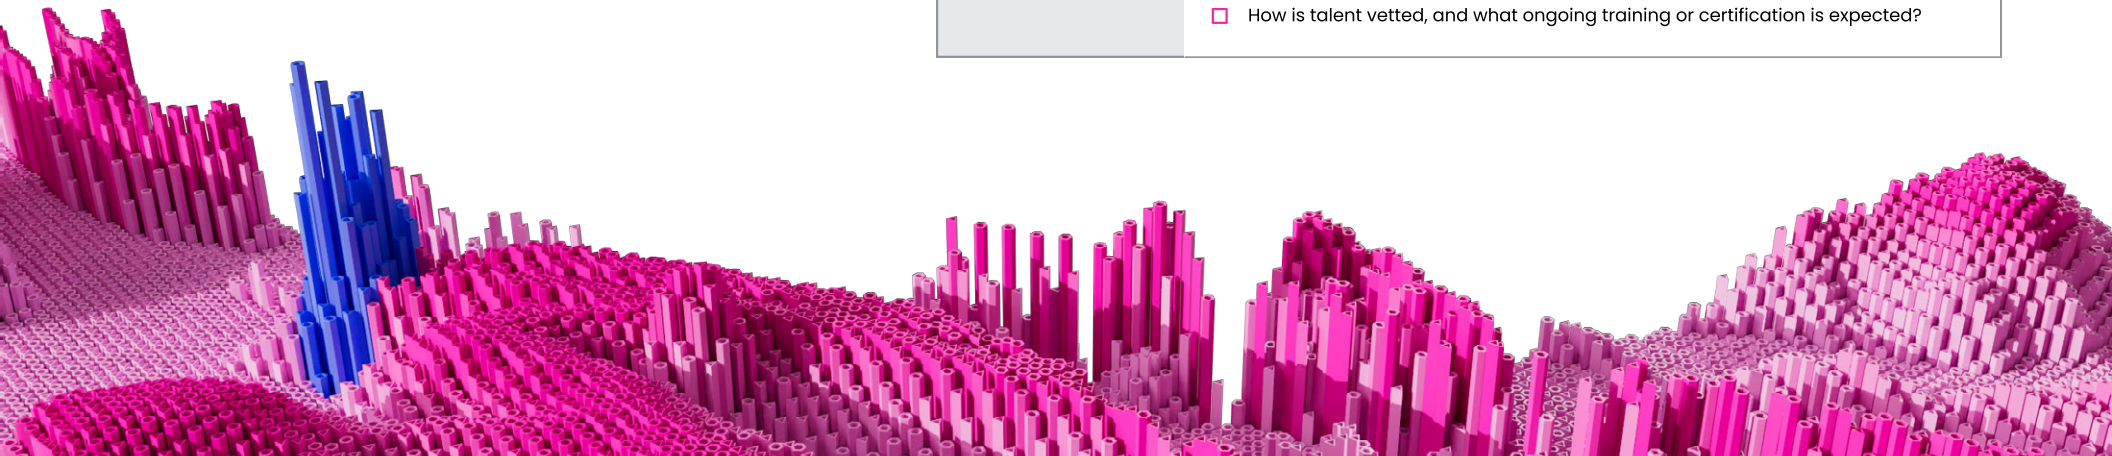 How is talent vetted, and what ongoing training or certification is expected?